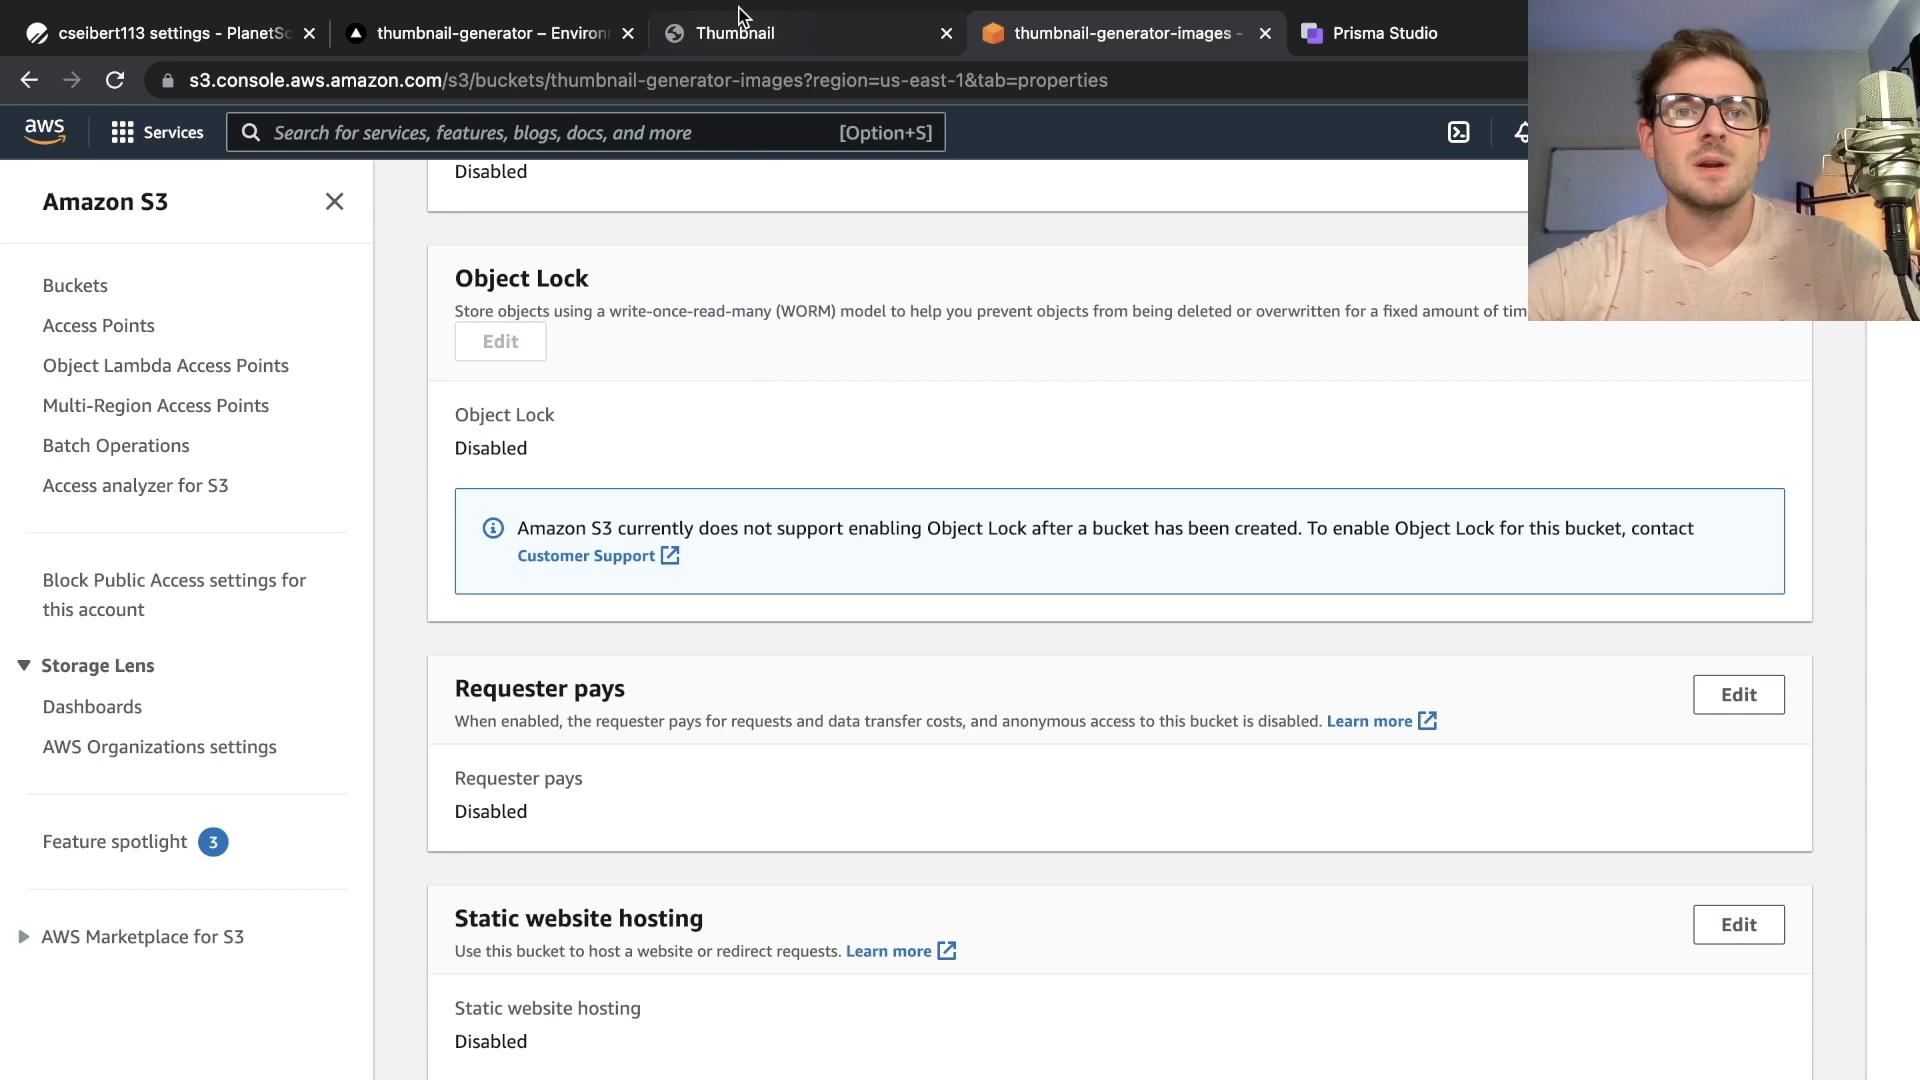 cseibert113 settings - PlanetSc
thumbnail-generator – Environ
Thumbnail
thumbnail-generator-images -
Prisma Studio
s3.console.aws.amazon.com/s3/buckets/thumbnail-generator-images?region=us-east-1&tab=properties
aws
Services
Search for services, features, blogs, docs, and more
[Option+S]
Amazon S3
Buckets
Access Points
Object Lambda Access Points
Multi-Region Access Points
Batch Operations
Access analyzer for S3
Block Public Access settings for
this account
Storage Lens
Dashboards
AWS Organizations settings
Feature spotlight 3
AWS Marketplace for S3
Disabled
Object Lock
Store objects using a write-once-read-many (WORM) model to help you prevent objects from being deleted or overwritten for a fixed amount of tim
Edit
Object Lock
Disabled
Amazon S3 currently does not support enabling Object Lock after a bucket has been created. To enable Object Lock for this bucket, contact
Customer Support
Requester pays
Edit
When enabled, the requester pays for requests and data transfer costs, and anonymous access to this bucket is disabled. Learn more
Requester pays
Disabled
Static website hosting
Edit
Use this bucket to host a website or redirect requests. Learn more
Static website hosting
Disabled